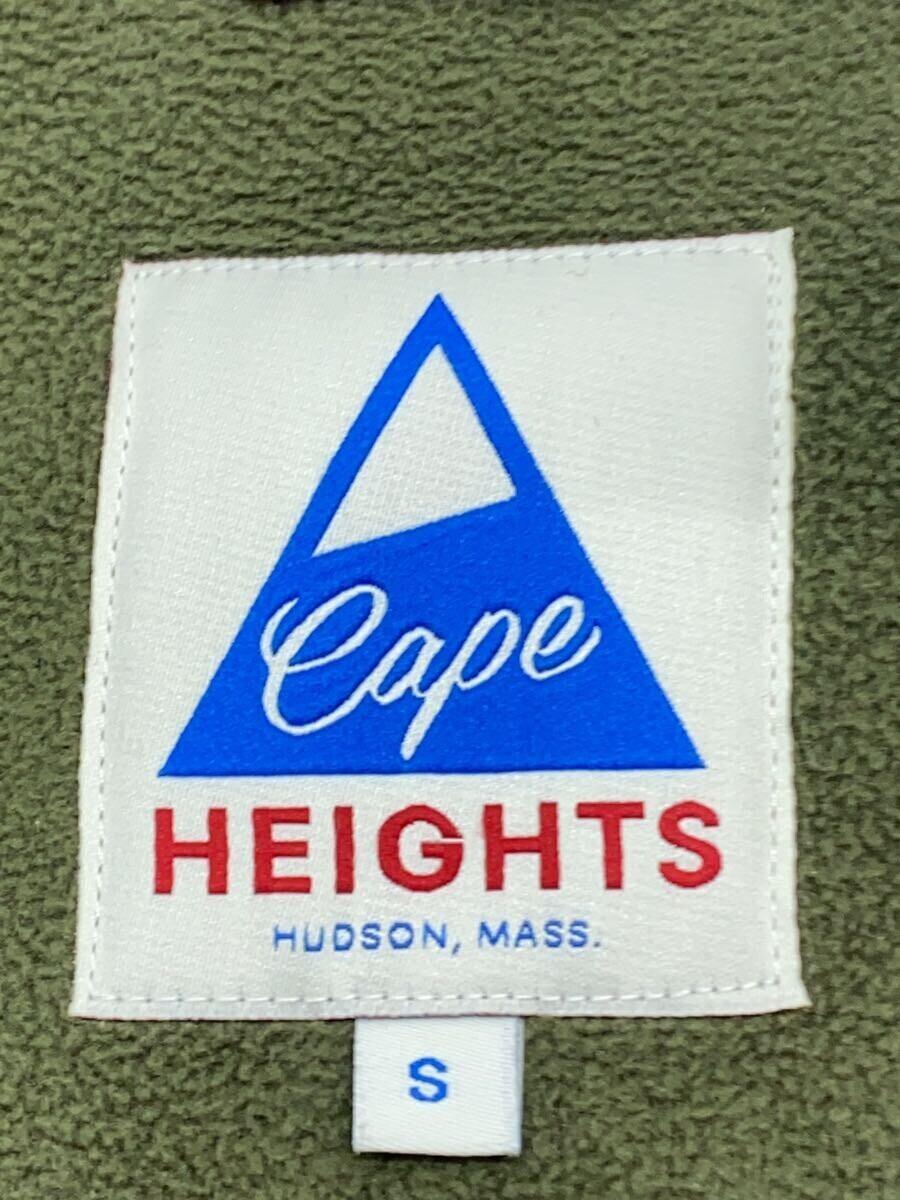 Cape
HEIGHTS
HUDSON, MASS.
S